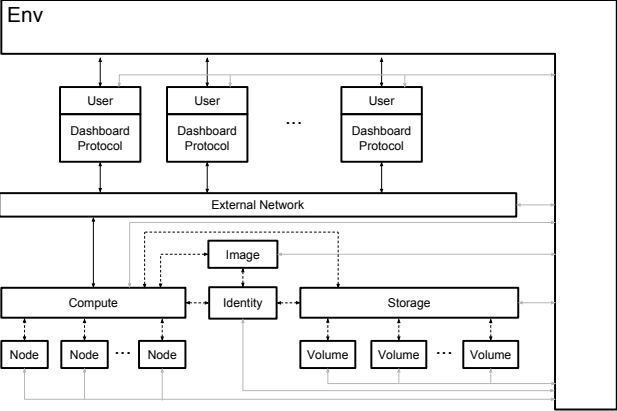 Env
User
User
User
Dashboard
Protocol
Dashboard
Protocol
...
Dashboard
Protocol
External Network
Image
Compute
Identity
Storage
Node
Node
...
Node
Volume
Volume
...
Volume